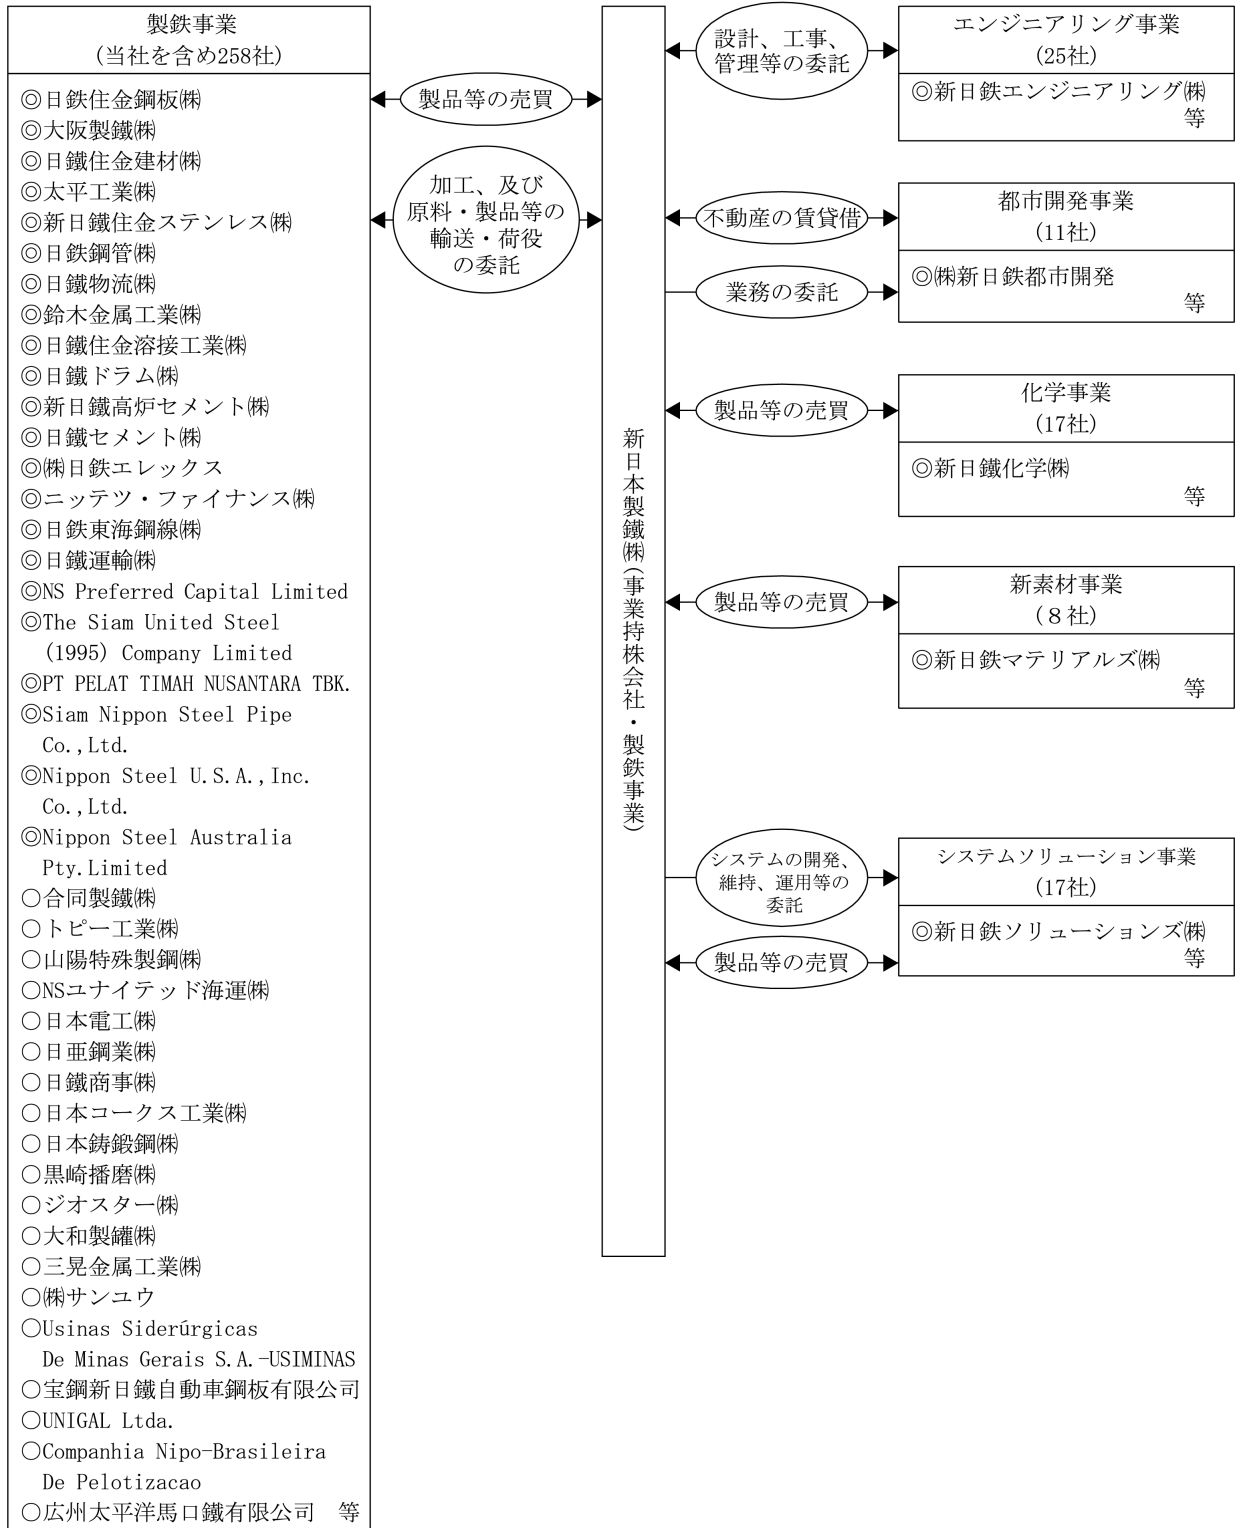 製鉄事業
(当社を含め258社)
◎日鉄住金鋼板㈱
◎大阪製鐵㈱
◎日鐵住金建材㈱
◎太平工業㈱
◎新日鐵住金ステンレス㈱
◎日鉄鋼管㈱
◎日鐵物流㈱
◎鈴木金属工業㈱
◎日鐵住金溶接工業㈱
◎日鐵ドラム㈱
◎新日鐵高炉セメント㈱
◎日鐵セメント㈱
◎㈱日鉄エレックス
◎ニッテツ・ファイナンス㈱
◎日鉄東海鋼線㈱
◎日鐵運輸㈱
◎NS Preferred Capital Limited
◎The Siam United Steel
(1995) Company Limited
◎PT PELAT TIMAH NUSANTARA TBK.
◎Siam Nippon Steel Pipe
Co.,Ltd.
◎Nippon Steel U.S.A.,Inc.
Co.,Ltd.
◎Nippon Steel Australia
Pty.Limited
○合同製鐵㈱
○トピー工業㈱
○山陽特殊製鋼㈱
○NSユナイテッド海運㈱
○日本電工㈱
○日亜鋼業㈱
○日鐵商事㈱
○日本コークス工業㈱
○日本鋳鍛鋼㈱
○黒崎播磨㈱
○ジオスター㈱
○大和製罐㈱
○三晃金属工業㈱
○㈱サンユウ
○Usinas Siderúrgicas
De Minas Gerais S.A.-USIMINAS
○宝鋼新日鐵自動車鋼板有限公司
○UNIGAL Ltda.
○Companhia Nipo-Brasileira
De Pelotizacao
○広州太平洋馬口鐵有限公司 等
製品等の売買
加工、及び
原料・製品等の
輸送・荷役
の委託
新日本製鐵㈱(事業持株会社・製鉄事業)
設計、工事、
管理等の委託
エンジニアリング事業
(25社)
◎新日鉄エンジニアリング㈱
等
不動産の賃貸借
業務の委託
都市開発事業
(11社)
◎㈱新日鉄都市開発
等
製品等の売買
化学事業
(17社)
◎新日鐵化学㈱
等
製品等の売買
新素材事業
(8社)
◎新日鉄マテリアルズ㈱
等
システムの開発、
維持、運用等の
委託
製品等の売買
システムソリューション事業
(17社)
◎新日鉄ソリューションズ㈱
等